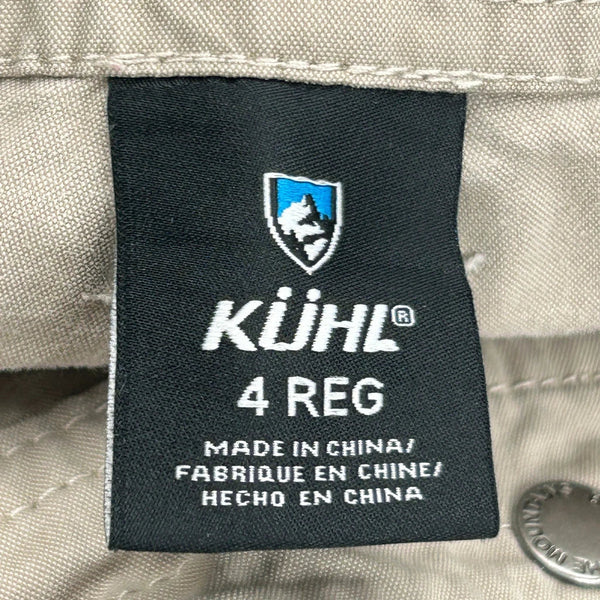 KÜHL®
4 REG
MADE IN CHINA/
FABRIQUE EN CHINE/
HECHO EN CHINA